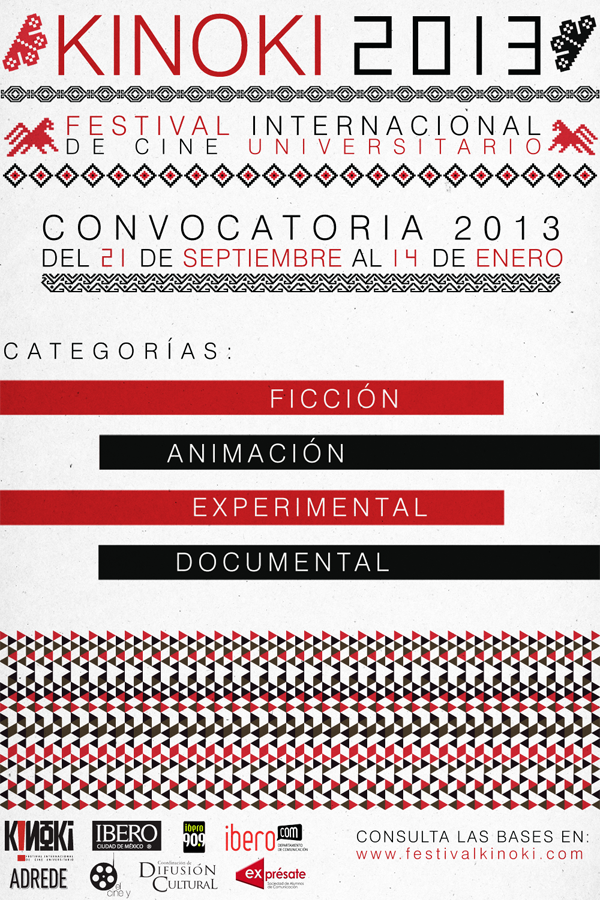 KINOKI 2013
FESTIVAL INTERNACIONAL
DE CINE UNIVERSITARIO
CONVOCATORIA 2013
DEL 21 DE SEPTIEMBRE AL 14 DE ENERO
CATEGORÍAS:
FICCIÓN
ANIMACIÓN
EXPERIMENTAL
DOCUMENTAL
KINOKI
FESTIVAL INTERNACIONAL
DE CINE UNIVERSITARIO
IBERO
CIUDAD DE MÉXICO ®
ibero
90.9
ibero.com
DEPARTAMENTO
DE COMUNICACIÓN
ADREDE
el
cine y
Coordinación de
DIFUSIÓN
CULTURAL
exprésate
Sociedad de Alumnos
de Comunicación
CONSULTA LAS BASES EN:
www.festivalkinoki.com